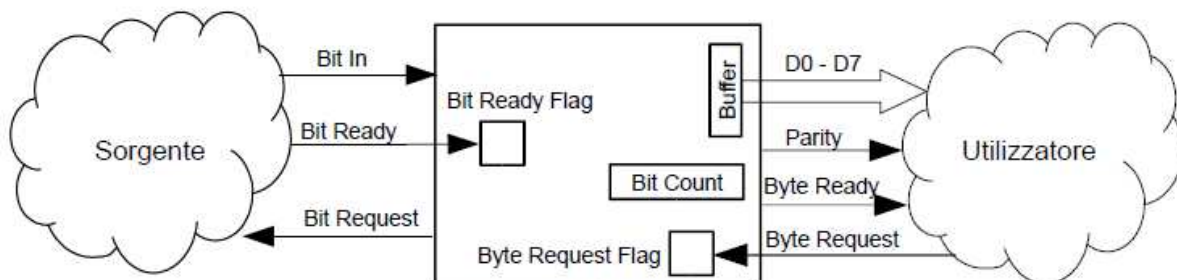 Sorgente
Bit In
Bit Ready
Bit Request
Bit Ready Flag
Buffer
Bit Count
Byte Request Flag
D0 - D7
Parity
Byte Ready
Byte Request
Utilizzatore